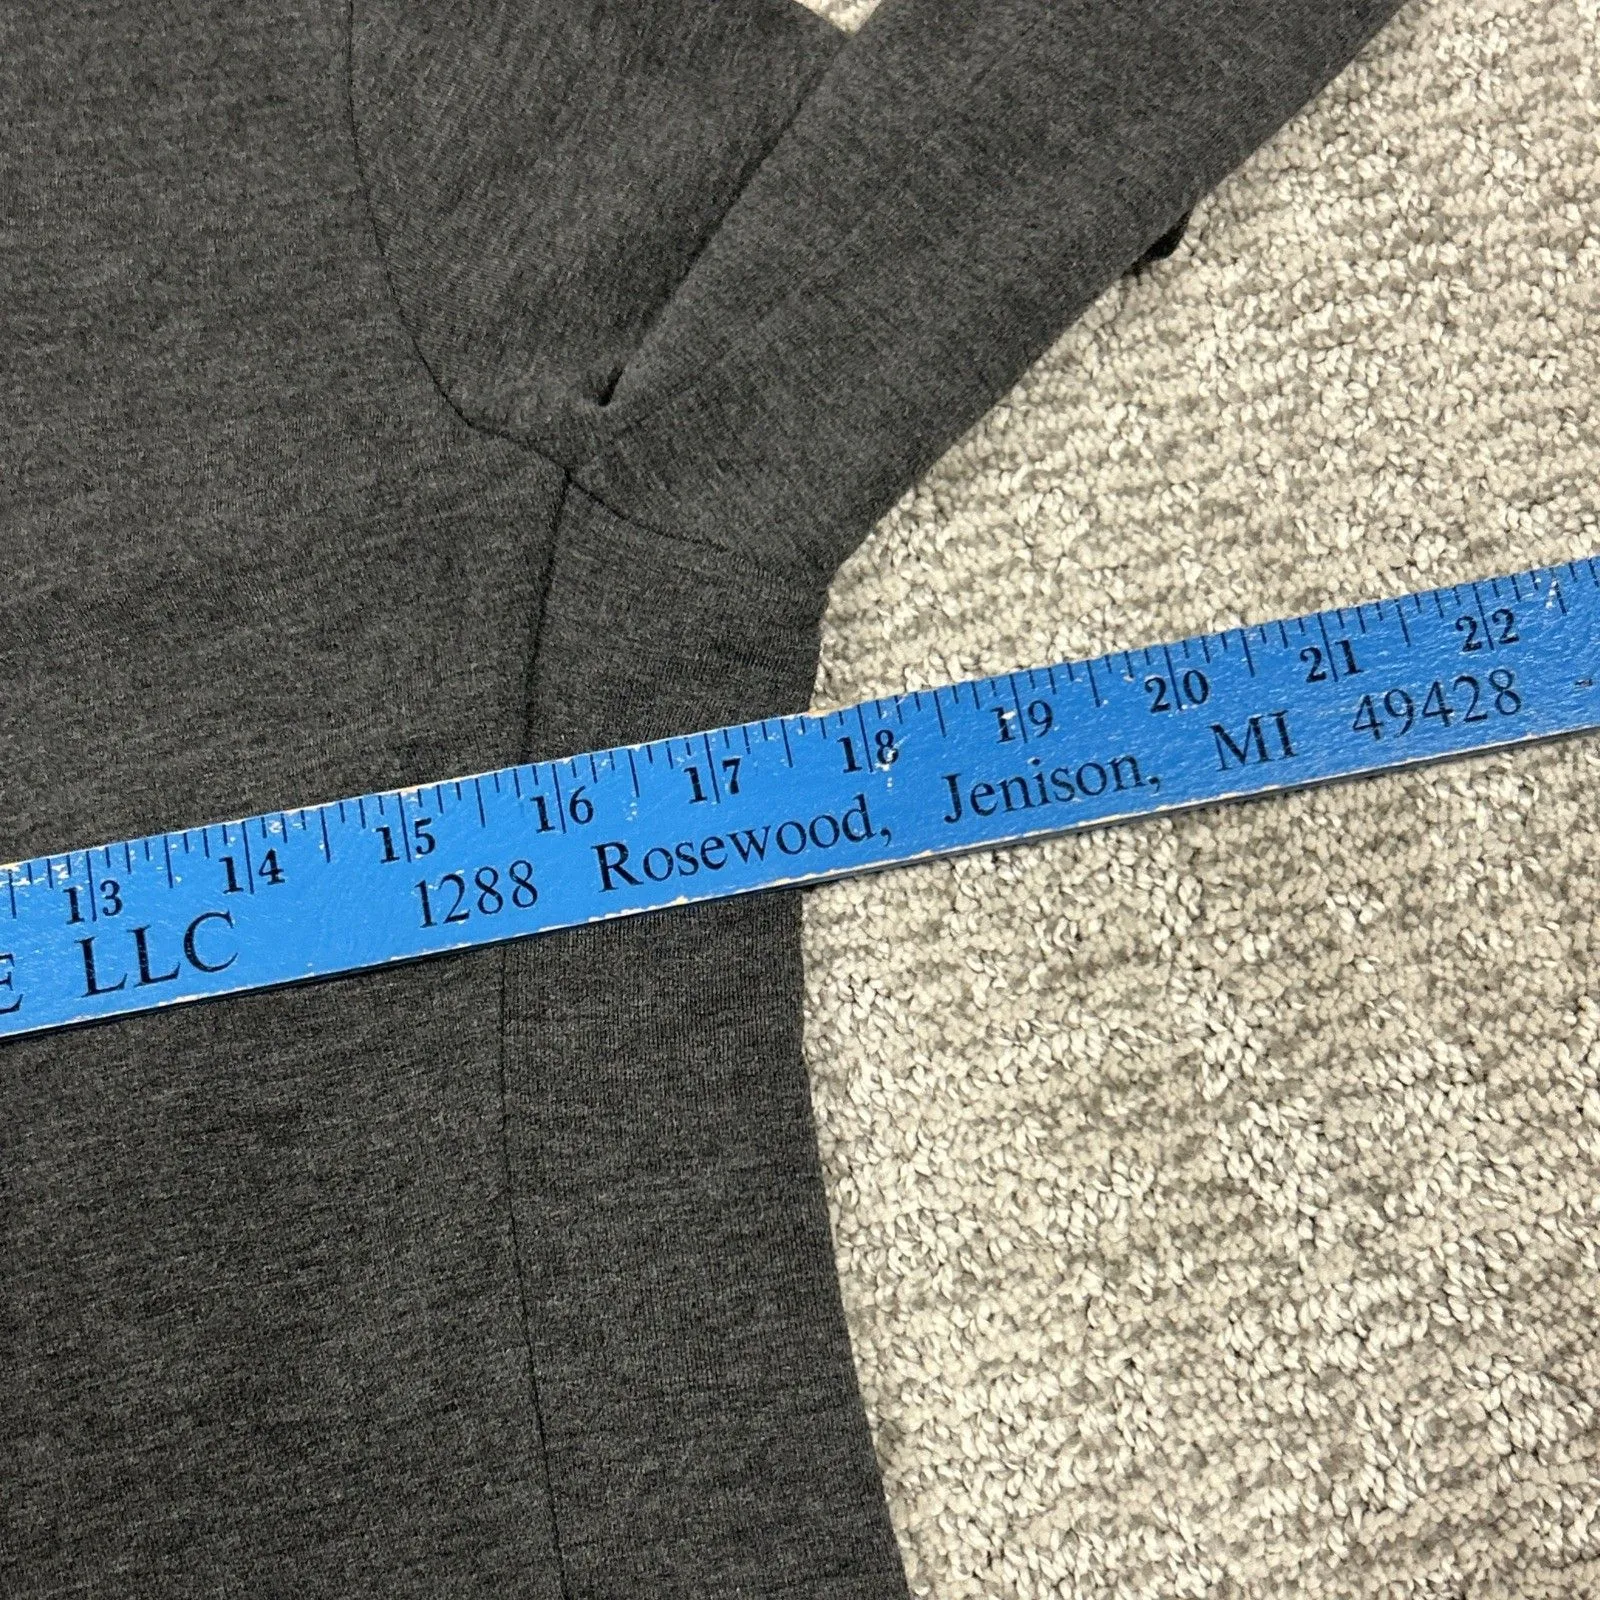 13 14 15 16 17 18 19 20 21 22
E LLC 1288 Rosewood, Jenison, MI 49428 -